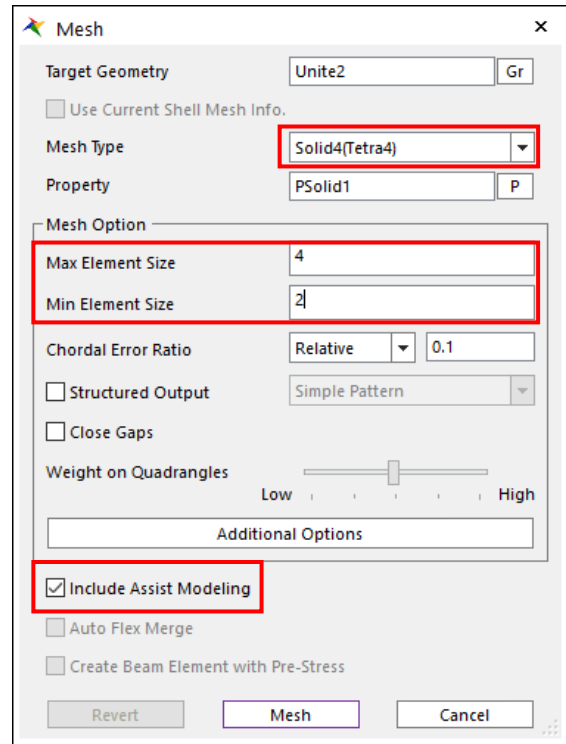 Mesh
Target Geometry Unite2 Gr
Use Current Shell Mesh Info.
Mesh Type Solid4(Tetra4)
Property PSolid1 P
Mesh Option
Max Element Size 4
Min Element Size 2
Chordal Error Ratio Relative 0.1
Structured Output Simple Pattern
Close Gaps
Weight on Quadrangles
Low High
Additional Options
Include Assist Modeling
Auto Flex Merge
Create Beam Element with Pre-Stress
Revert Mesh Cancel